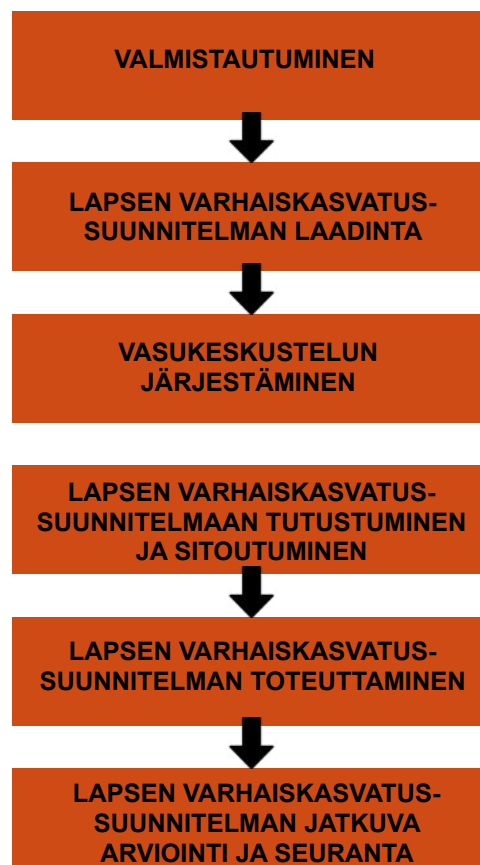 VALMISTAUTUMINEN
LAPSEN VARHAISKASVATUS-
SUUNNITELMAN LAADINTA
VASUKESKUSTELUN
JÄRJESTÄMINEN
LAPSEN VARHAISKASVATUS-
SUUNNITELMAAN TUTUSTUMINEN
JA SITOUTUMINEN
LAPSEN VARHAISKASVATUS-
SUUNNITELMAN TOTEUTTAMINEN
LAPSEN VARHAISKASVATUS-
SUUNNITELMAN JATKUVA
ARVIOINTI JA SEURANTA